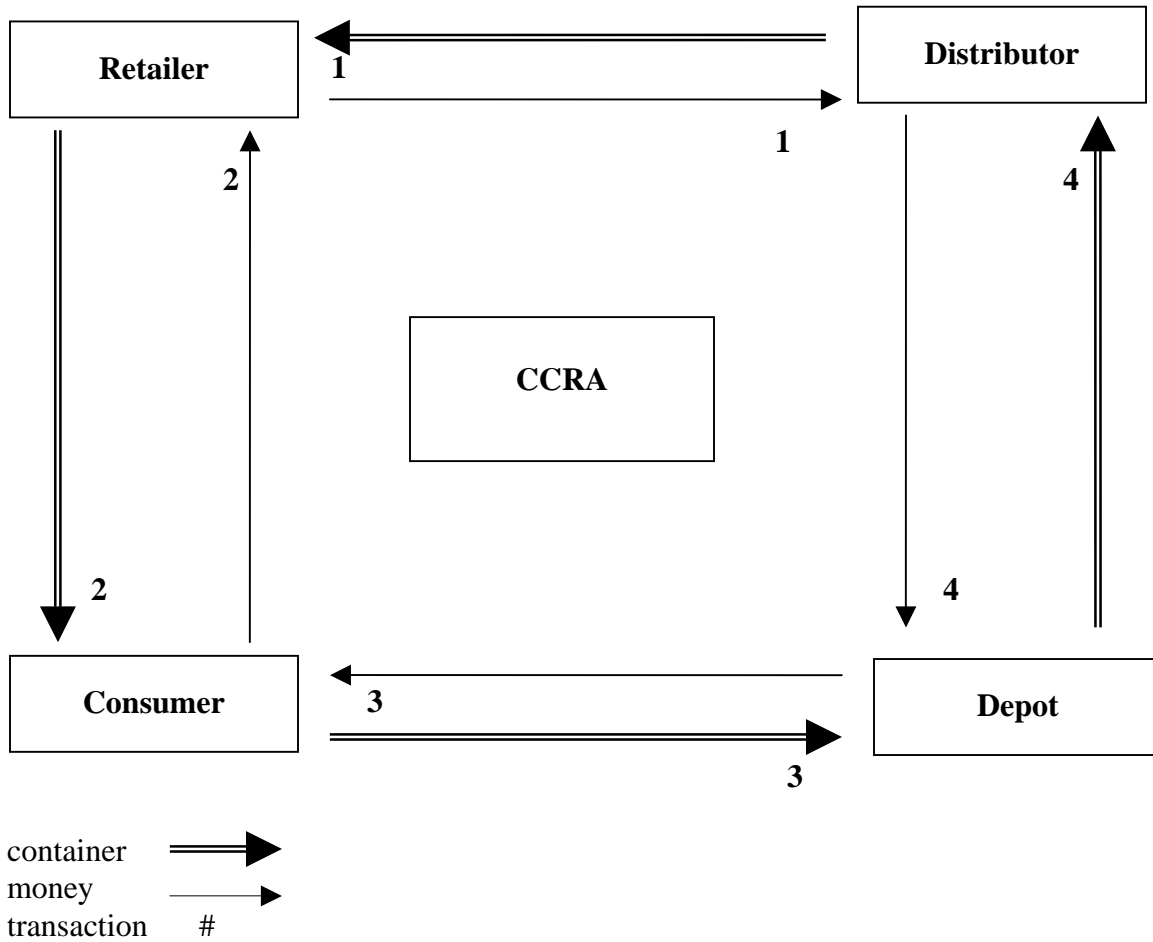 Retailer
Distributor
1
1
2
4
CCRA
2
4
Consumer
Depot
3
3
container
money
transaction #